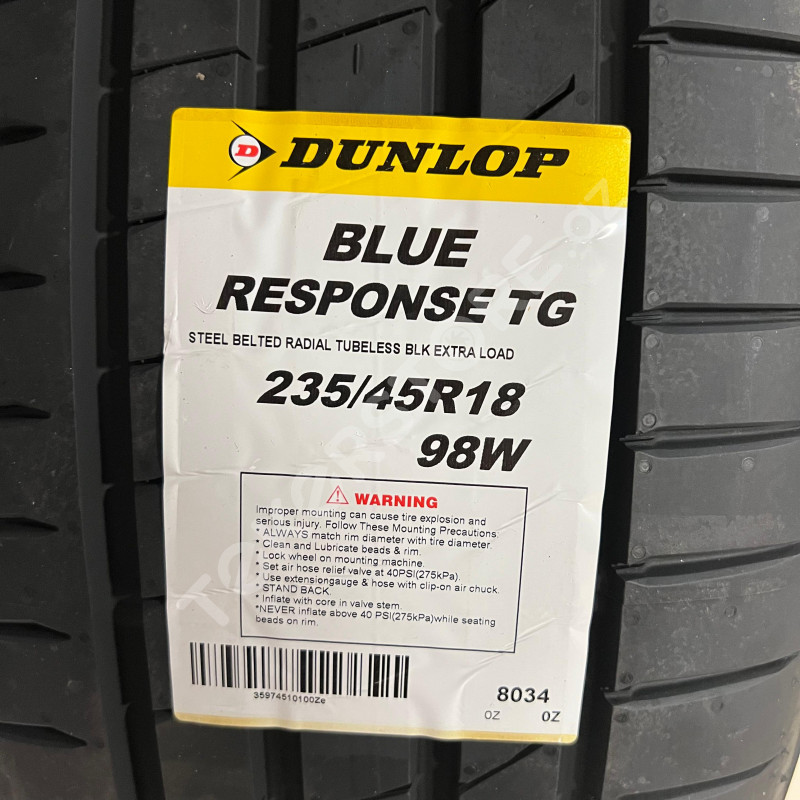 D DUNLOP
BLUE
RESPONSE TG
STEEL BELTED RADIAL TUBELESS BLK EXTRA LOAD
235/45R18
98W
WARNING
Improper mounting can cause tire explosion and
serious injury. Follow These Mounting Precautions:
* ALWAYS match rim diameter with tire diameter.
* Clean and Lubricate beads & rim.
* Lock wheel on mounting machine.
* Set air hose relief valve at 40PSI(275kPa).
* Use extensiongauge & hose with clip-on air chuck.
* STAND BACK.
* Inflate with core in valve stem.
*NEVER inflate above 40 PSI(275kPa)while seating
beads on rim.
35974510100Ze
8034
OZ OZ